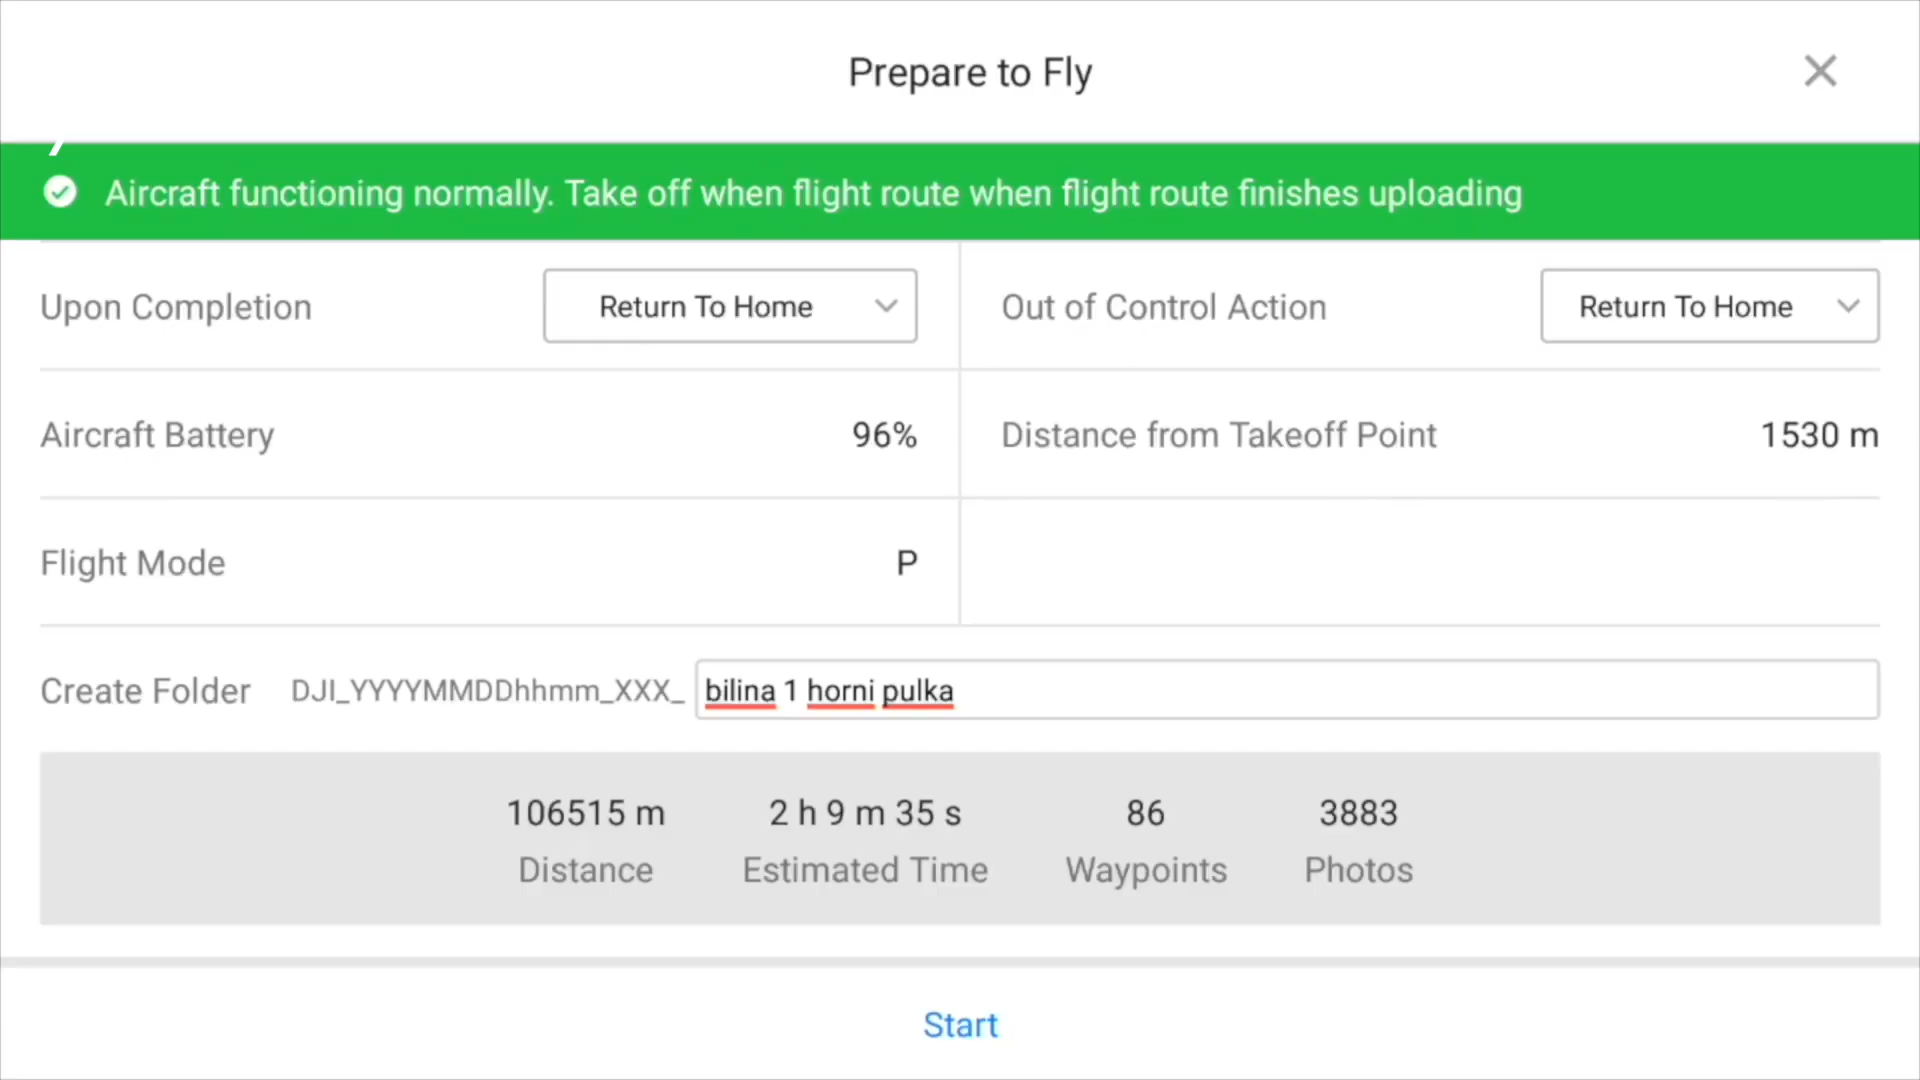 Prepare to Fly
Aircraft functioning normally. Take off when flight route when flight route finishes uploading
Upon Completion
Return To Home
Out of Control Action
Return To Home
Aircraft Battery
96%
Distance from Takeoff Point
1530 m
Flight Mode
P
Create Folder
DJI_YYYYMMDDhhmm_XXX_
bilina 1 horni pulka
106515 m
Distance
2 h 9 m 35 s
Estimated Time
86
Waypoints
3883
Photos
Start